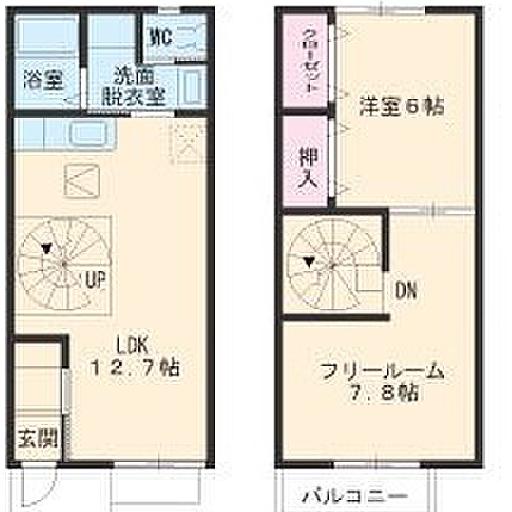 WC
浴室
洗面
脱衣室
UP
LDK
12.7帖
玄関
クローゼット
洋室6帖
押入
DN
フリールーム
7.8帖
バルコニー